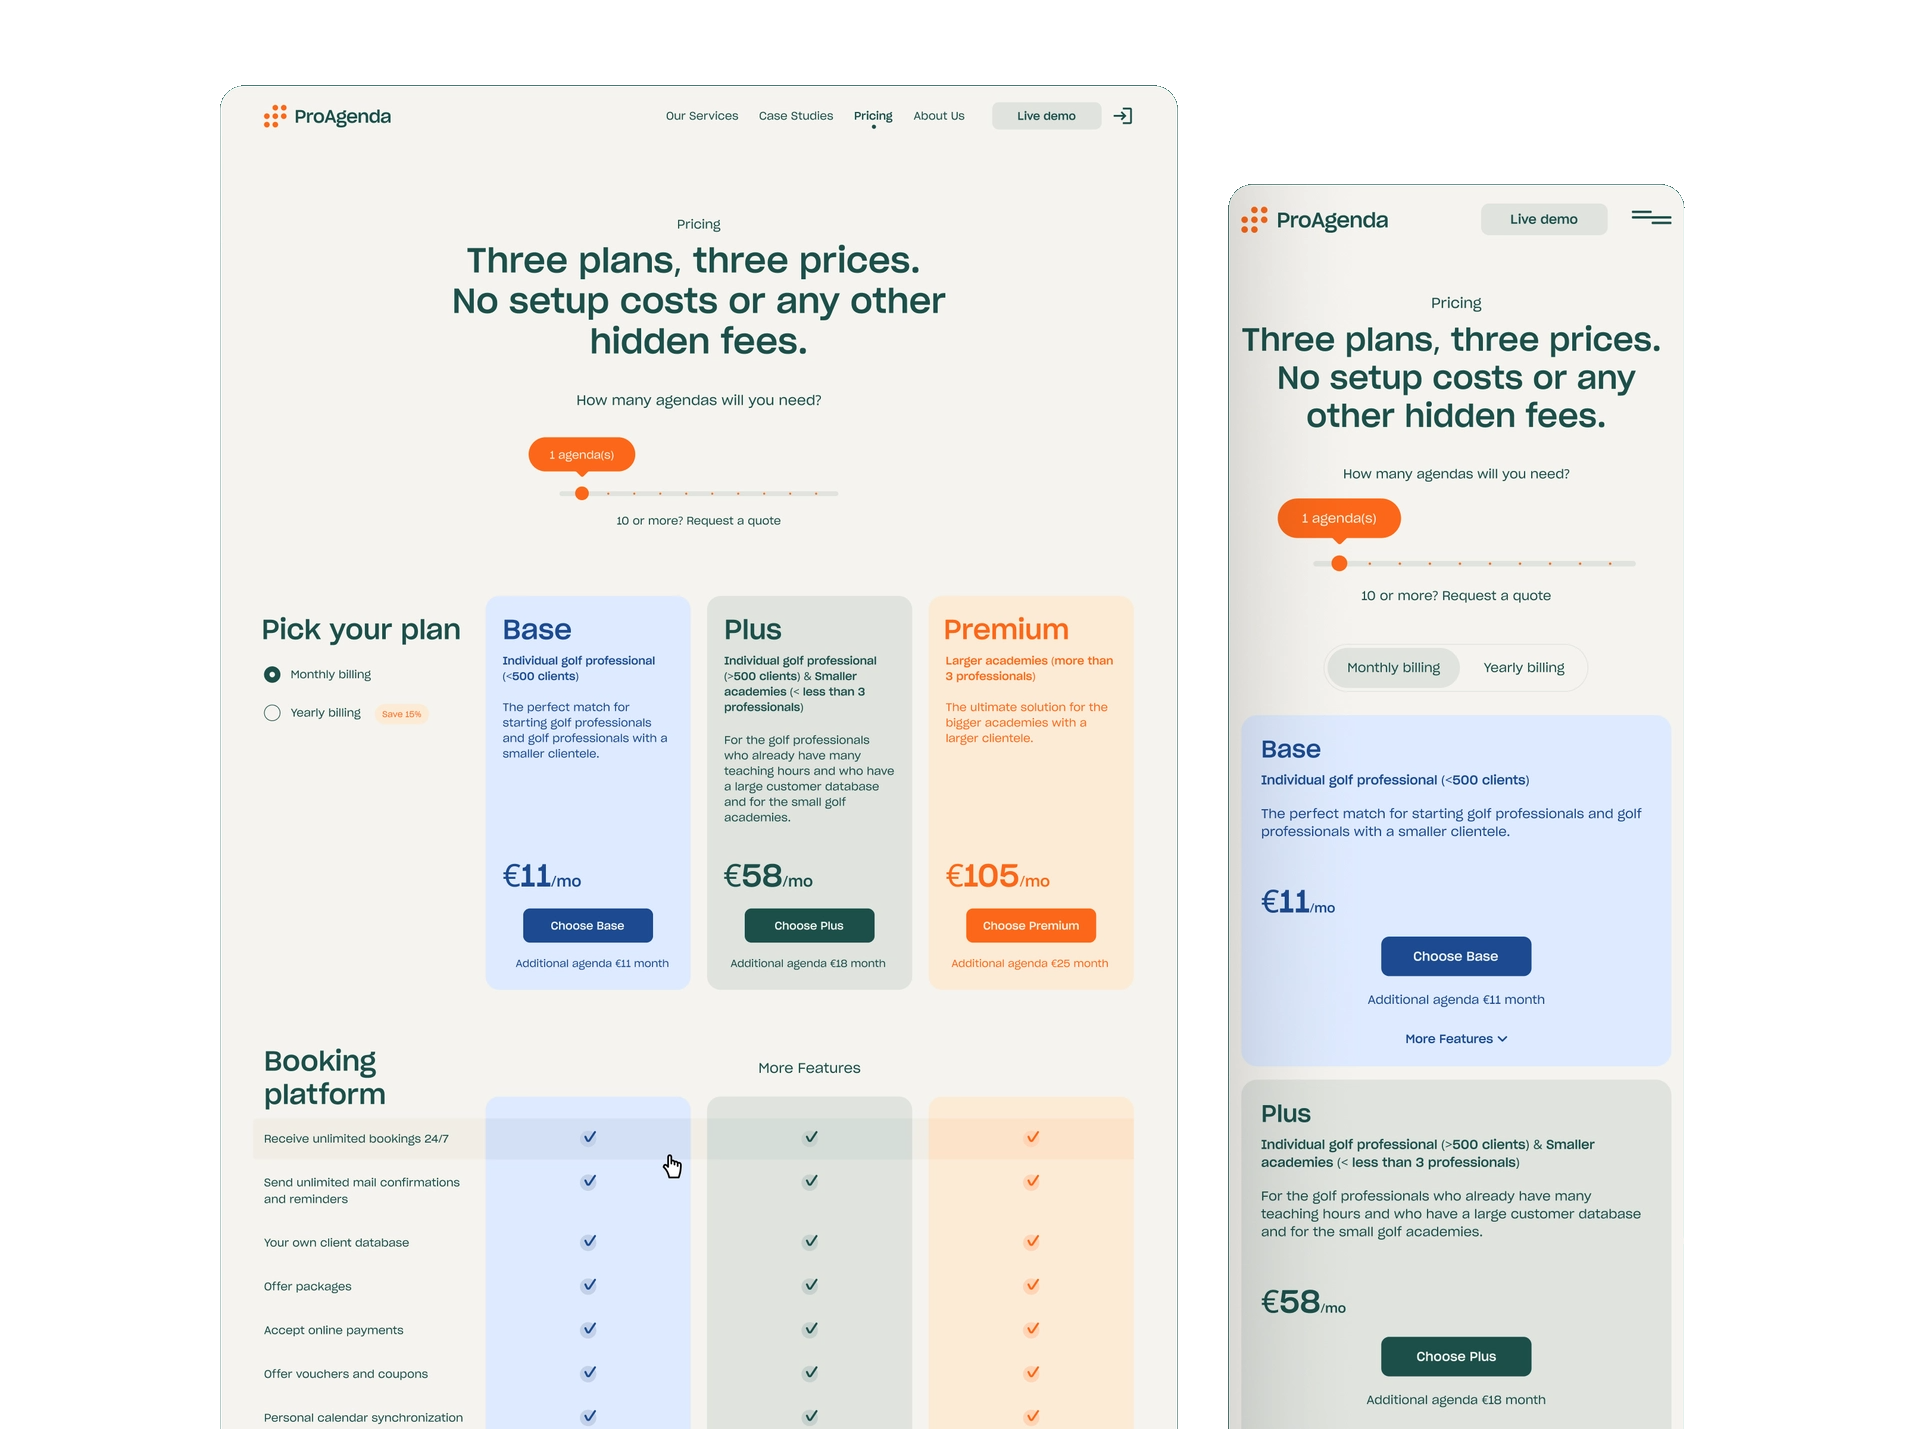 ProAgenda
Our Services
Case Studies
Pricing
About Us
Live demo
Pricing
Three plans, three prices.
No setup costs or any other
hidden fees.
How many agendas will you need?
1 agenda(s)
10 or more? Request a quote
Pick your plan
Monthly billing
Yearly billing
Save 15%
Base
Individual golf professional
(<500 clients)
The perfect match for
starting golf professionals
and golf professionals with a
smaller clientele.
€11/mo
Choose Base
Additional agenda €11 month
Plus
Individual golf professional
(>500 clients) & Smaller
academies (< less than 3
professionals)
For the golf professionals
who already have many
teaching hours and who have
a large customer database
and for the small golf
academies.
€58/mo
Choose Plus
Additional agenda €18 month
Premium
Larger academies (more than
3 professionals)
The ultimate solution for the
bigger academies with a
larger clientele.
€105/mo
Choose Premium
Additional agenda €25 month
Booking
platform
More Features
Receive unlimited bookings 24/7
Send unlimited mail confirmations
and reminders
Your own client database
Offer packages
Accept online payments
Offer vouchers and coupons
Personal calendar synchronization
ProAgenda
Live demo
Pricing
Three plans, three prices.
No setup costs or any
other hidden fees.
How many agendas will you need?
1 agenda(s)
10 or more? Request a quote
Monthly billing
Yearly billing
Base
Individual golf professional (<500 clients)
The perfect match for starting golf professionals and golf
professionals with a smaller clientele.
€11/mo
Choose Base
Additional agenda €11 month
More Features
Plus
Individual golf professional (>500 clients) & Smaller
academies (< less than 3 professionals)
For the golf professionals who already have many
teaching hours and who have a large customer database
and for the small golf academies.
€58/mo
Choose Plus
Additional agenda €18 month